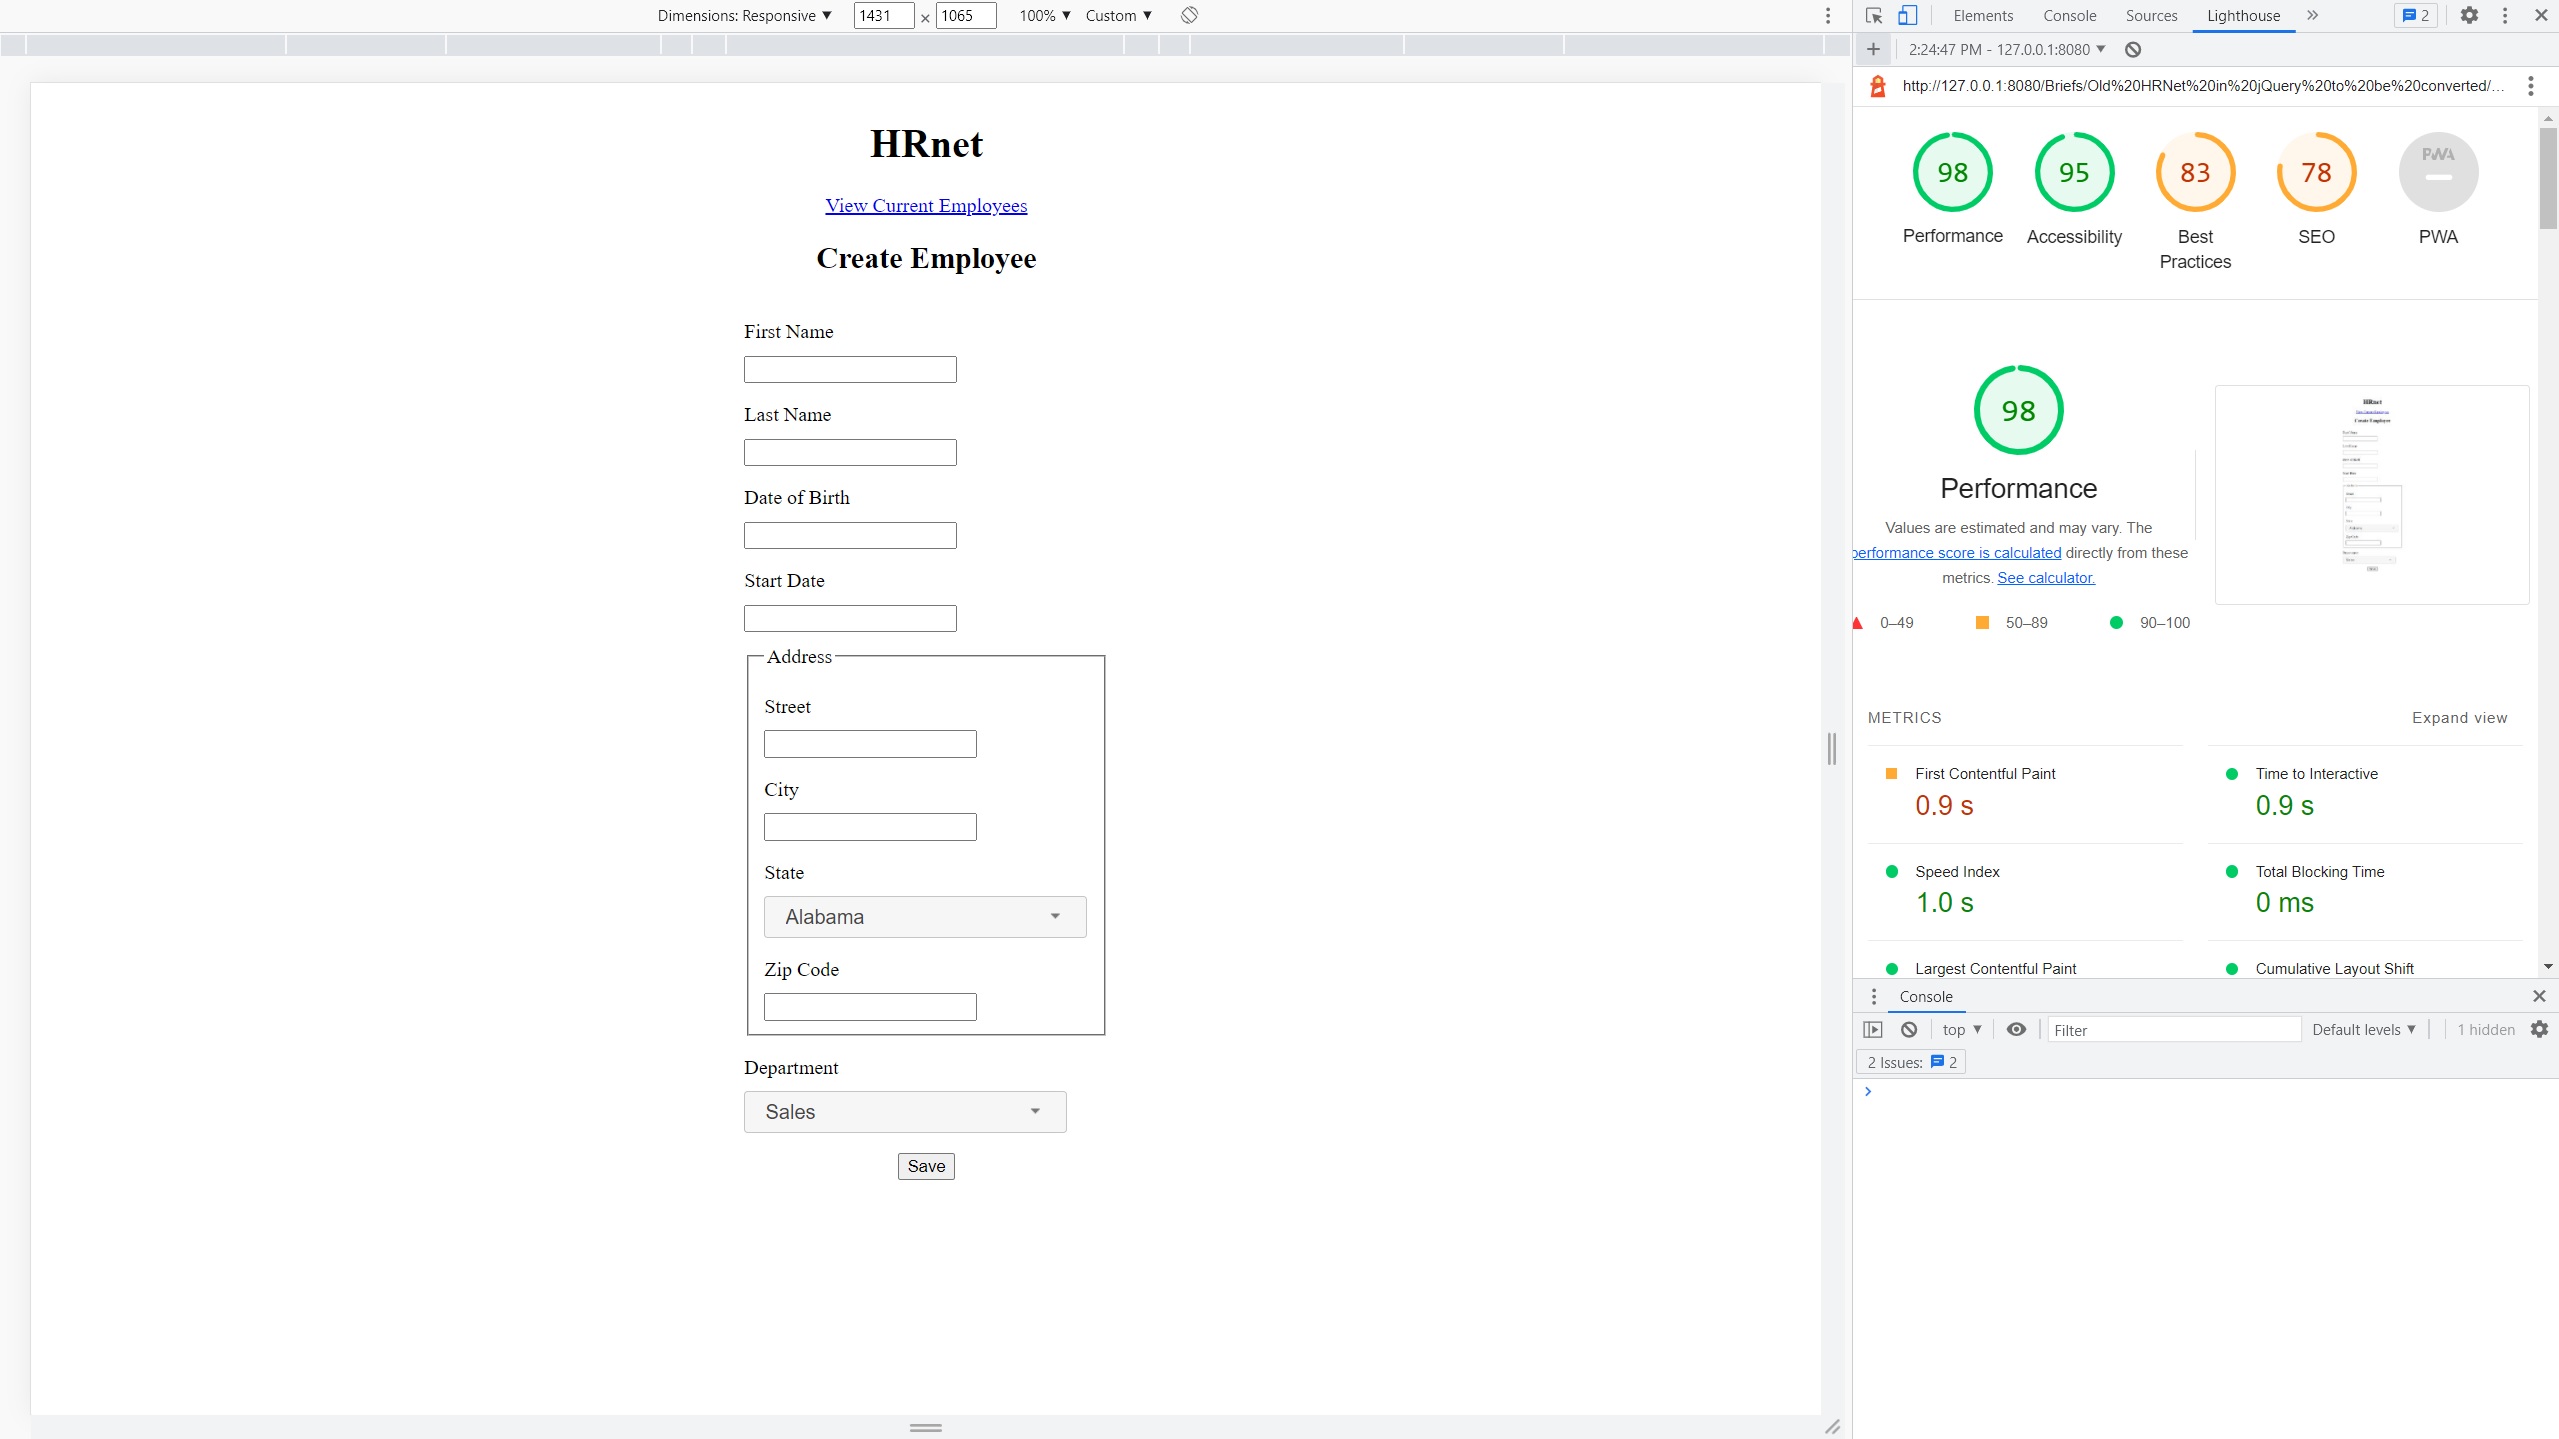 Dimensions: Responsive ▼ 1431 × 1065 100% ▼ Custom ▼
HRnet
View Current Employees
Create Employee
First Name
Last Name
Date of Birth
Start Date
Address
Street
City
State
Alabama
Zip Code
Department
Sales
Save
Elements Console Sources Lighthouse » 2
+ 2:24:47 PM - 127.0.0.1:8080 ▼
http://127.0.0.1:8080/Briefs/Old%20HRNet%20in%20jQuery%20to%20be%20converted/...
98 95 83 78 PWA
Performance Accessibility Best Practices SEO PWA
98
Performance
Values are estimated and may vary. The
performance score is calculated directly from these
metrics. See calculator.
0–49 50–89 90–100
HRnet
View Current Employees
Create Employee
METRICS Expand view
First Contentful Paint Time to Interactive
0.9 s 0.9 s
Speed Index Total Blocking Time
1.0 s 0 ms
Largest Contentful Paint Cumulative Layout Shift
Console
top ▼ Filter Default levels ▼ 1 hidden
2 Issues: 2